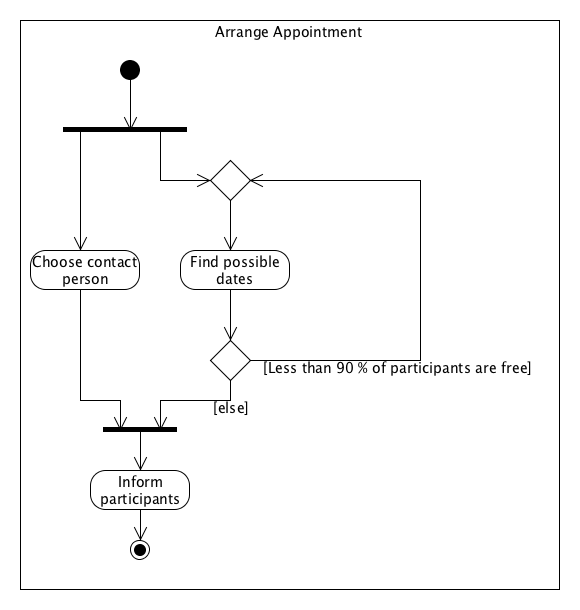 Arrange Appointment
Choose contact
person
Find possible
dates
[Less than 90 % of participants are free]
[else]
Inform
participants